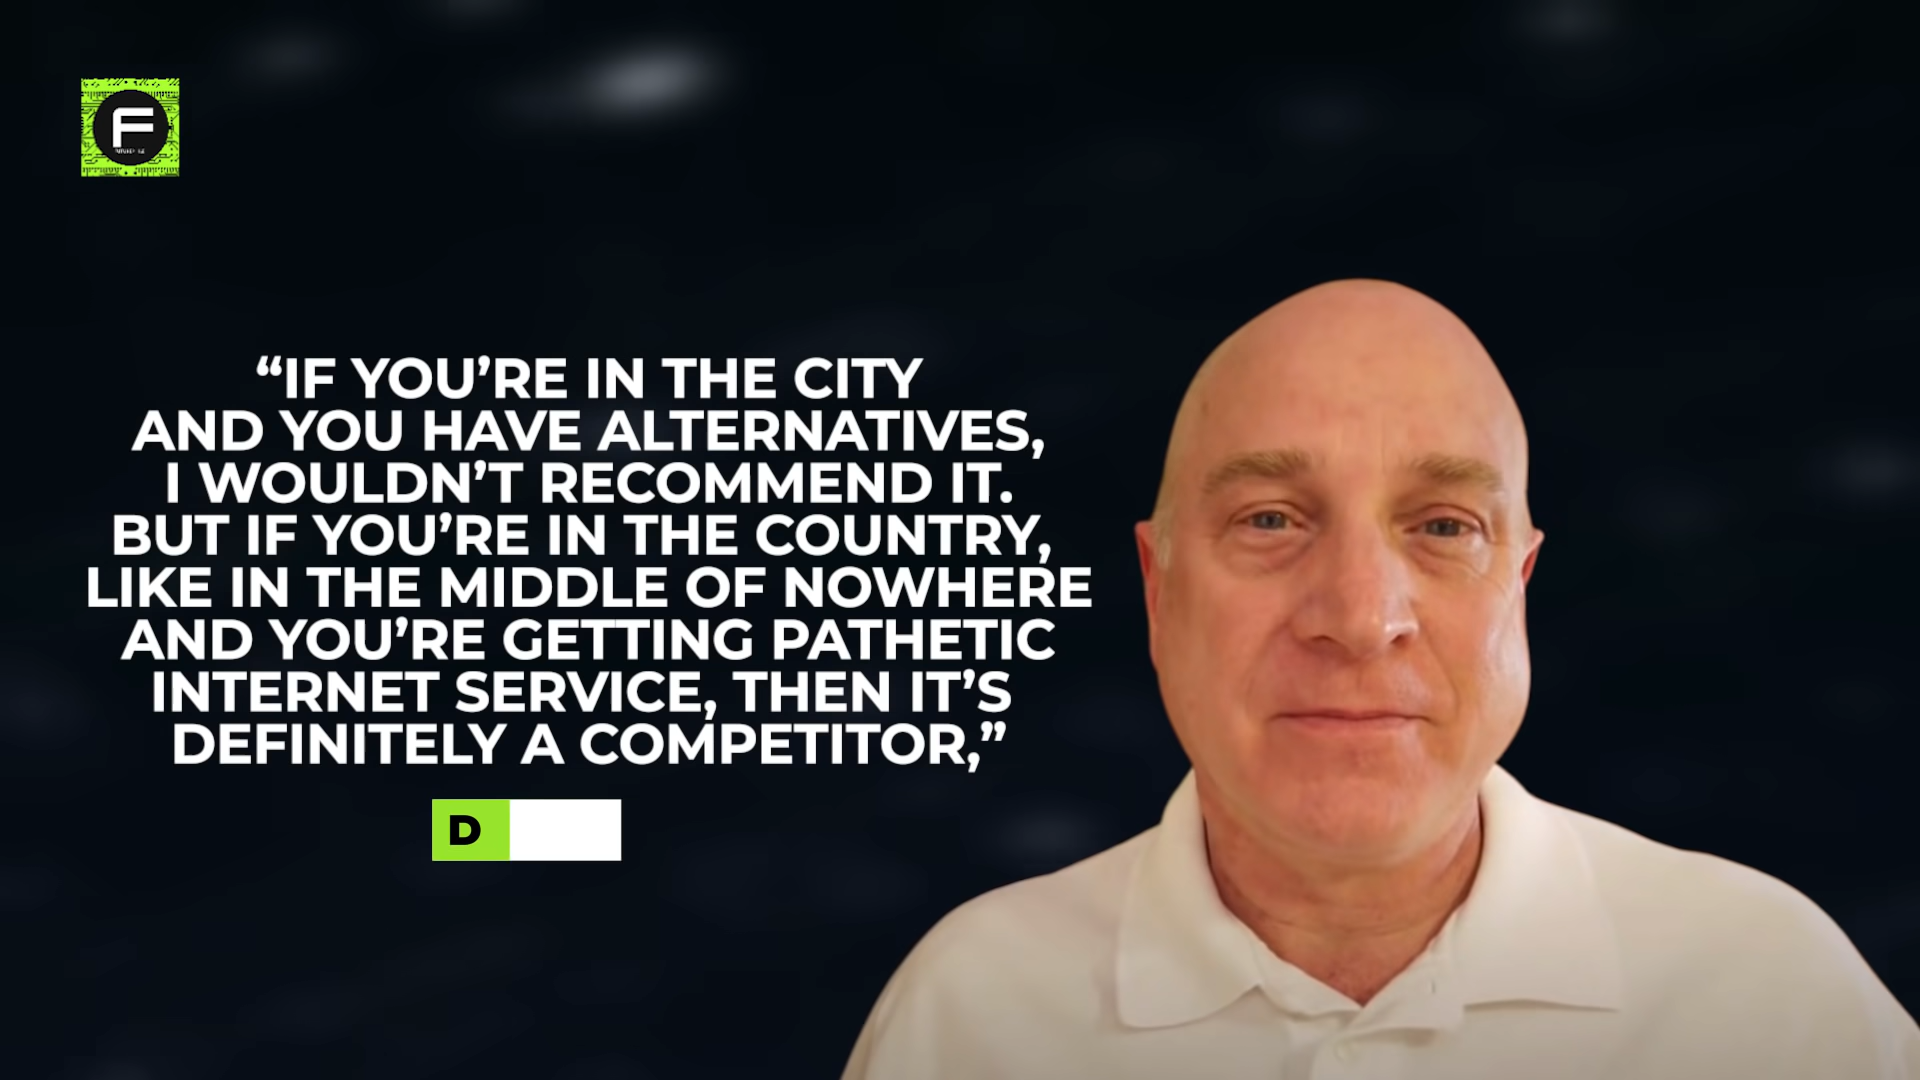 F
“IF YOU’RE IN THE CITY
AND YOU HAVE ALTERNATIVES,
I WOULDN’T RECOMMEND IT.
BUT IF YOU’RE IN THE COUNTRY,
LIKE IN THE MIDDLE OF NOWHERE
AND YOU’RE GETTING PATHETIC
INTERNET SERVICE, THEN IT’S
DEFINITELY A COMPETITOR,”
D